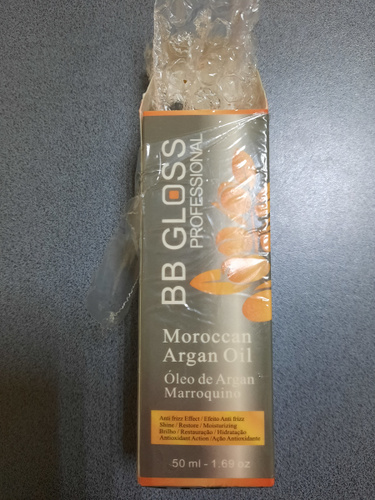 BB GLOSS
PROFESSIONAL
Moroccan
Argan Oil
Óleo de Argan
Marroquino
Anti frizz Effect / Efeito Anti frizz
Shine / Restore / Moisturizing
Brilho / Restauração / Hidratação
Antioxidant Action /Ação Antioxidante
50 ml - 1,69 oz